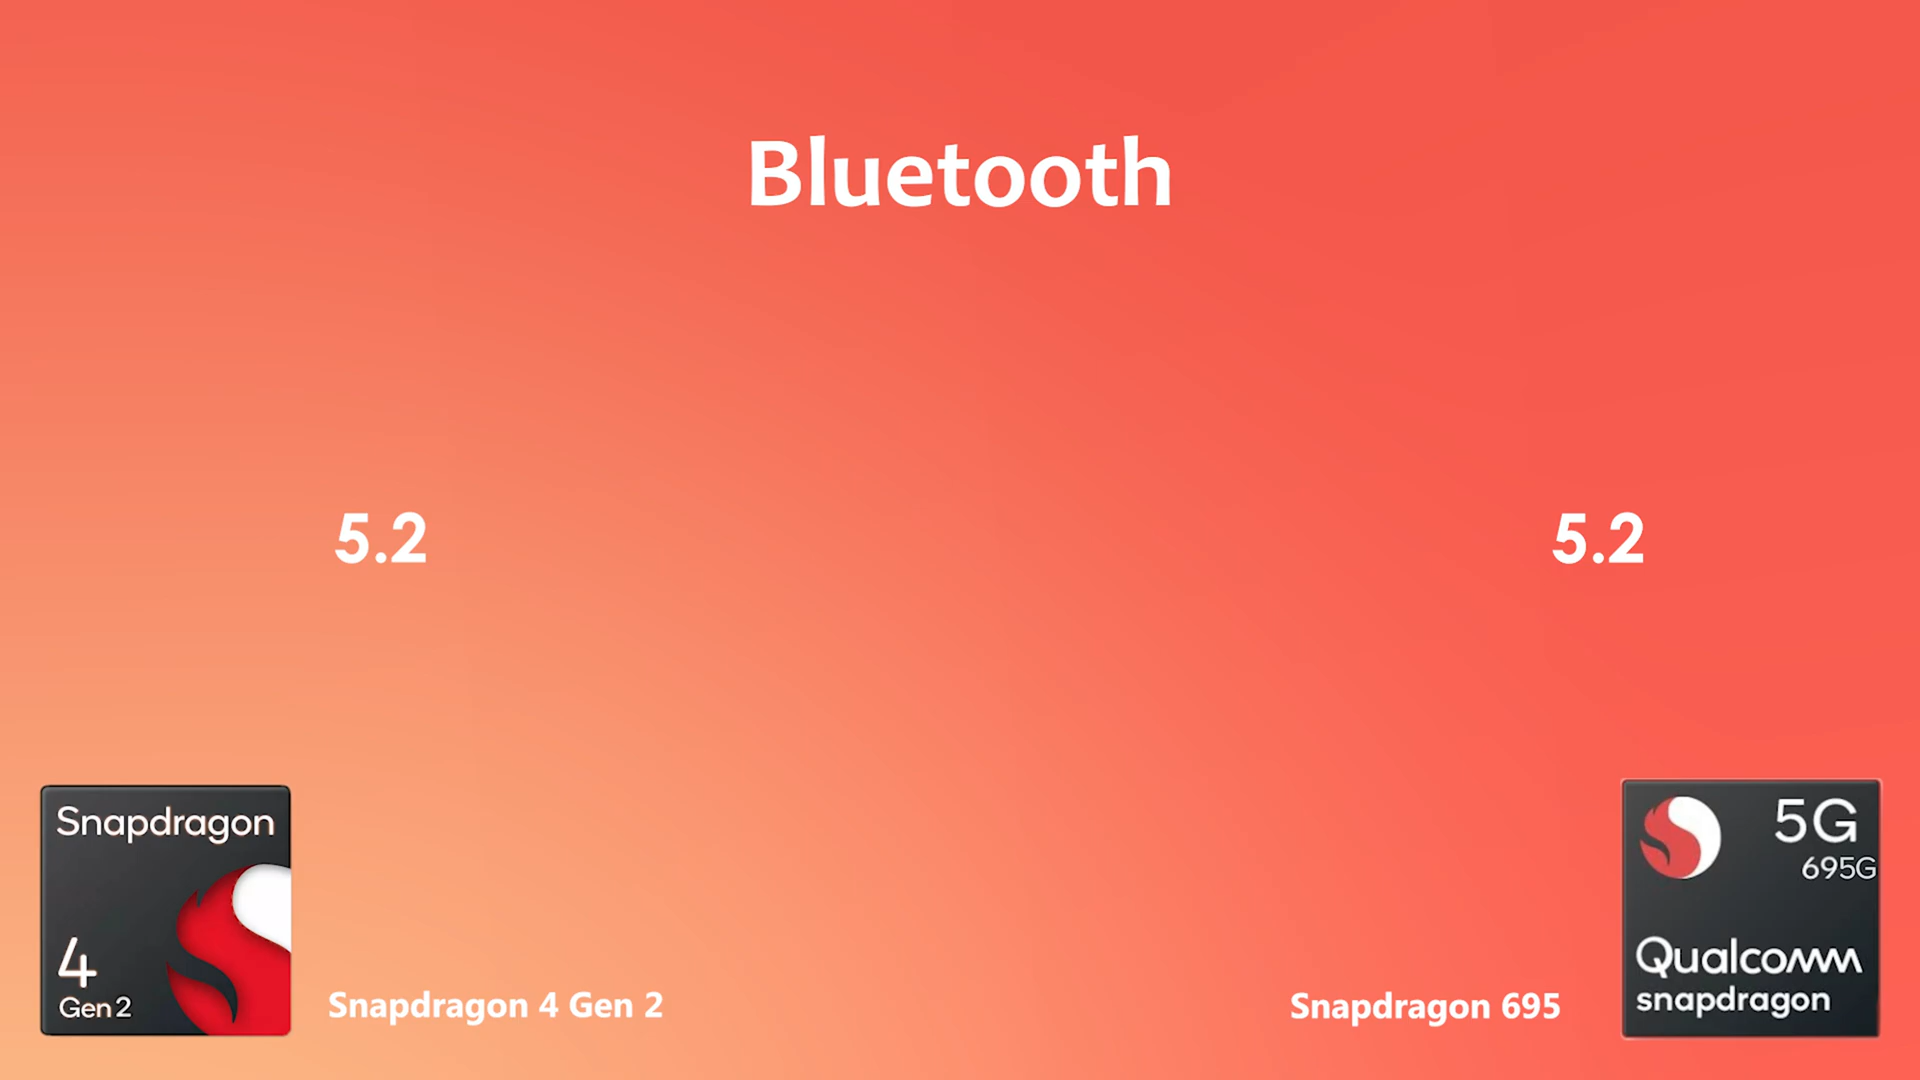 Bluetooth
5.2
5.2
Snapdragon
4
Gen 2
Snapdragon 4 Gen 2
Snapdragon 695
5G
695G
Qualcomm
snapdragon